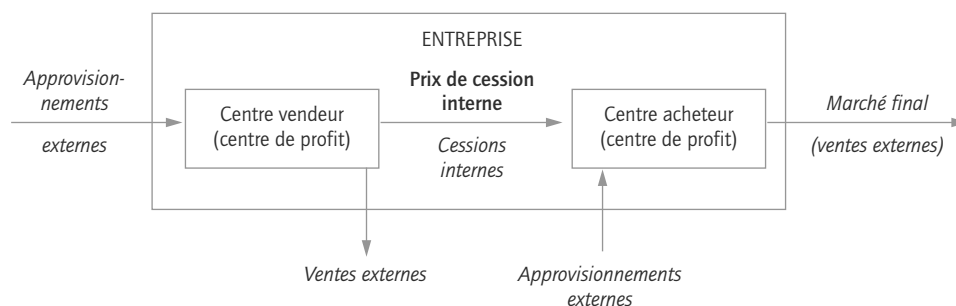 ENTREPRISE
Approvision-
nements
externes
Centre vendeur
(centre de profit)
Prix de cession
interne
Cessions
internes
Centre acheteur
(centre de profit)
Marché final
(ventes externes)
Ventes externes
Approvisionnements
externes